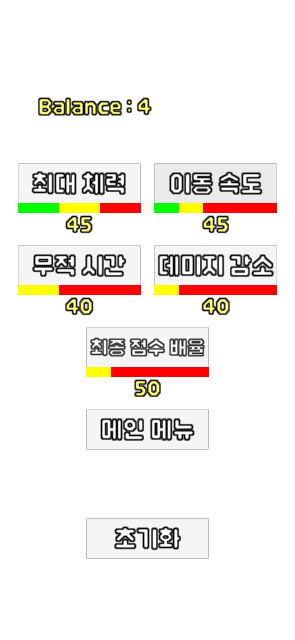 Balance : 4
최대 체력
이동 속도
45
45
무적 시간
데미지 감소
40
40
최종 점수 배율
50
메인 메뉴
초기화